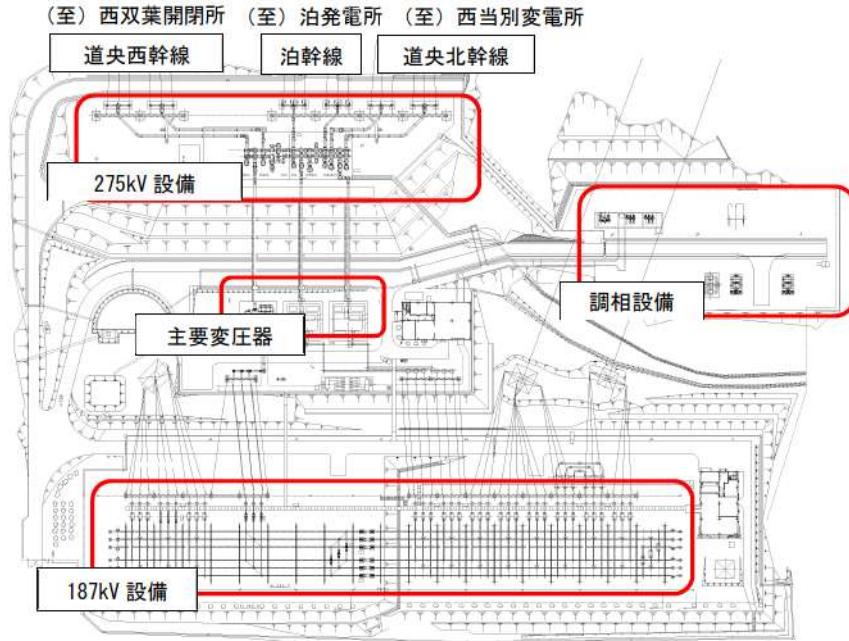 （至）西双葉開閉所 （至）泊発電所 （至）西当別変電所
道央西幹線 泊幹線 道央北幹線
275kV 設備
調相設備
主要変圧器
187kV 設備